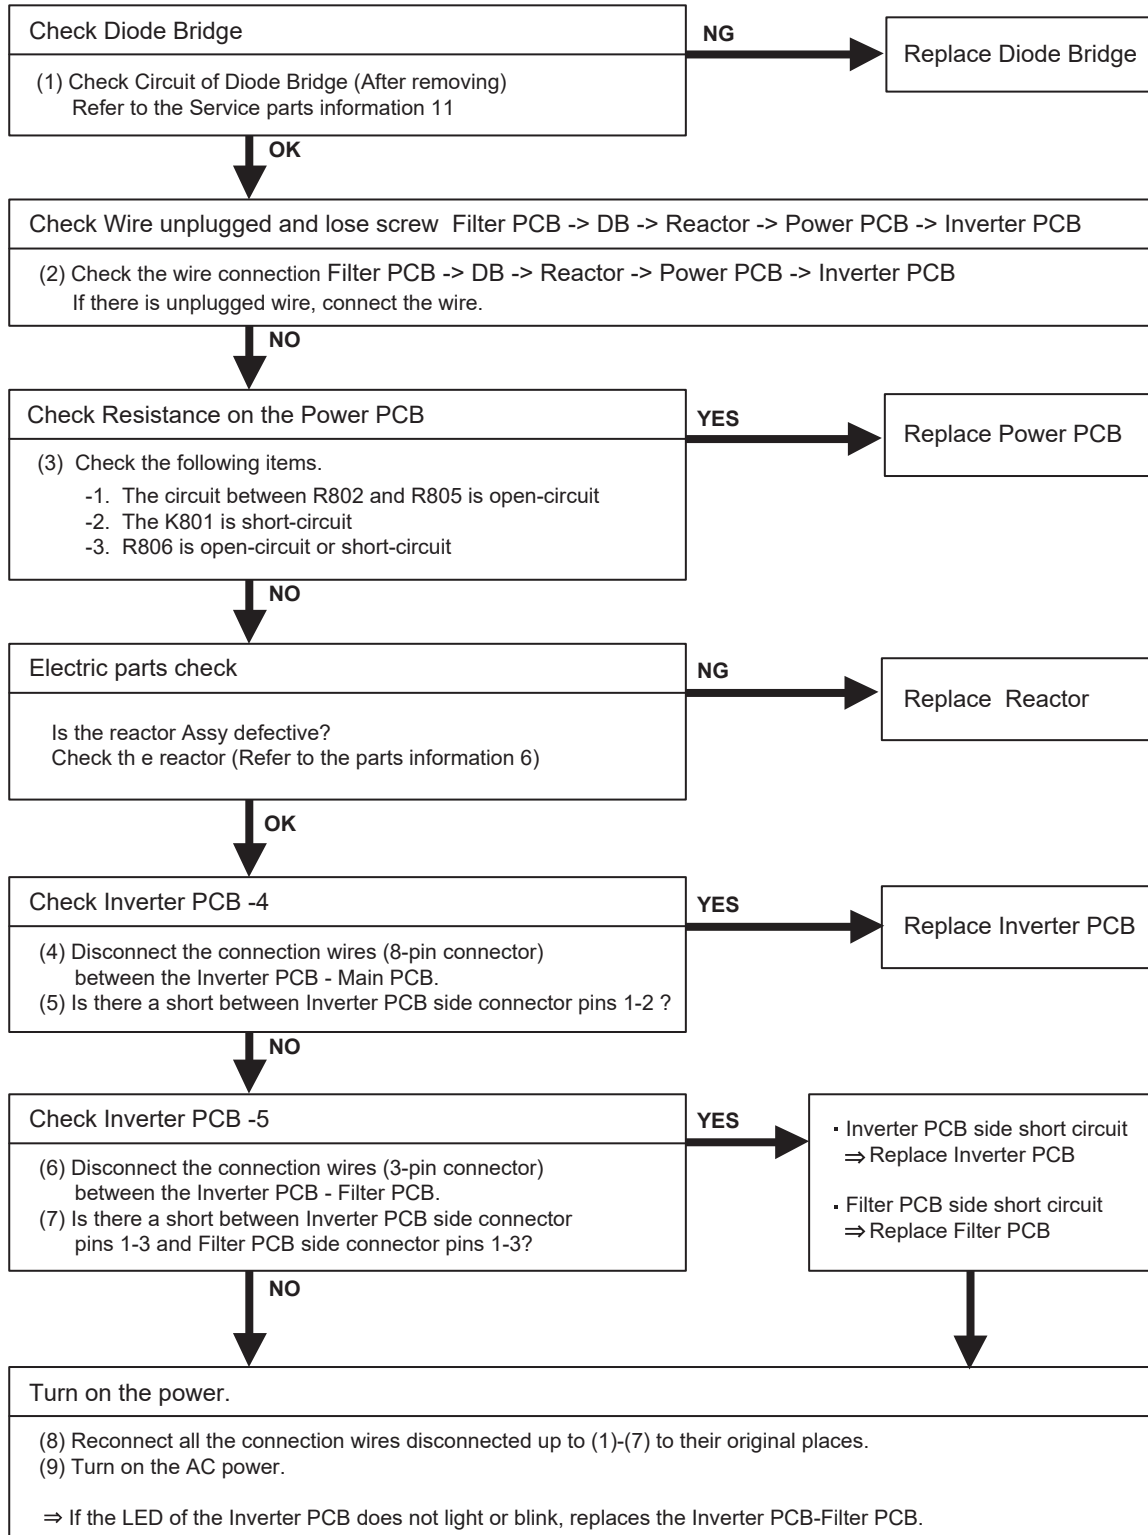 Check Diode Bridge
NG
Replace Diode Bridge
(1) Check Circuit of Diode Bridge (After removing)
Refer to the Service parts information 11
OK
Check Wire unplugged and lose screw Filter PCB -> DB -> Reactor -> Power PCB -> Inverter PCB
(2) Check the wire connection Filter PCB -> DB -> Reactor -> Power PCB -> Inverter PCB
If there is unplugged wire, connect the wire.
NO
Check Resistance on the Power PCB
YES
Replace Power PCB
(3) Check the following items.
-1. The circuit between R802 and R805 is open-circuit
-2. The K801 is short-circuit
-3. R806 is open-circuit or short-circuit
NO
Electric parts check
NG
Replace Reactor
Is the reactor Assy defective?
Check th e reactor (Refer to the parts information 6)
OK
Check Inverter PCB -4
YES
Replace Inverter PCB
(4) Disconnect the connection wires (8-pin connector)
between the Inverter PCB - Main PCB.
(5) Is there a short between Inverter PCB side connector pins 1-2 ?
NO
Check Inverter PCB -5
YES
(6) Disconnect the connection wires (3-pin connector)
between the Inverter PCB - Filter PCB.
(7) Is there a short between Inverter PCB side connector
pins 1-3 and Filter PCB side connector pins 1-3?
· Inverter PCB side short circuit
⇒ Replace Inverter PCB
· Filter PCB side short circuit
⇒ Replace Filter PCB
NO
Turn on the power.
(8) Reconnect all the connection wires disconnected up to (1)-(7) to their original places.
(9) Turn on the AC power.
⇒ If the LED of the Inverter PCB does not light or blink, replaces the Inverter PCB-Filter PCB.